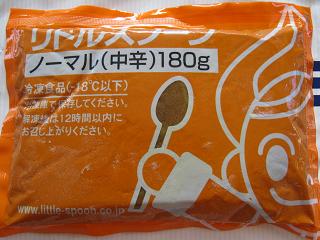 リトルスプーン
ノーマル(中辛)180g
冷凍食品(-18℃以下)
冷凍庫で保存してください。
解凍後は12時間以内に
お召し上がりください。
www.little-spoon.co.jp